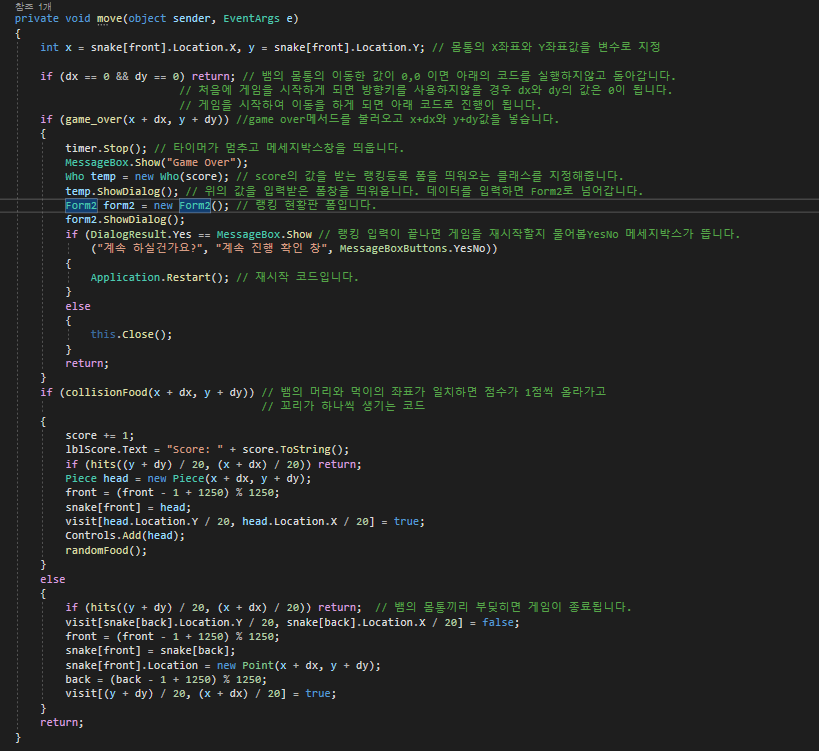 참조 1개
private void move(object sender, EventArgs e)
{
int x = snake[front].Location.X, y = snake[front].Location.Y; // 몸통의 X좌표와 Y좌표값을 변수로 지정
if (dx == 0 && dy == 0) return; // 뱀의 몸통의 이동한 값이 0,0 이면 아래의 코드를 실행하지않고 돌아갑니다.
// 처음에 게임을 시작하게 되면 방향키를 사용하지않을 경우 dx와 dy의 값은 0이 됩니다.
// 게임을 시작하여 이동을 하게 되면 아래 코드로 진행이 됩니다.
if (game_over(x + dx, y + dy)) //game over메서드를 불러오고 x+dx와 y+dy값을 넣습니다.
{
timer.Stop(); // 타이머가 멈추고 메세지박스창을 띄웁니다.
MessageBox.Show("Game Over");
Who temp = new Who(score); // score의 값을 받는 랭킹등록 폼을 띄워오는 클래스를 지정해줍니다.
temp.ShowDialog(); // 위의 값을 입력받은 폼창을 띄워옵니다. 데이터를 입력하면 Form2로 넘어갑니다.
Form2 form2 = new Form2(); // 랭킹 현황판 폼입니다.
form2.ShowDialog();
if (DialogResult.Yes == MessageBox.Show // 랭킹 입력이 끝나면 게임을 재시작할지 물어봄YesNo 메세지박스가 뜹니다.
("계속 하실건가요?", "계속 진행 확인 창", MessageBoxButtons.YesNo))
{
Application.Restart(); // 재시작 코드입니다.
}
else
{
this.Close();
}
return;
}
if (collisionFood(x + dx, y + dy)) // 뱀의 머리와 먹이의 좌표가 일치하면 점수가 1점씩 올라가고
// 꼬리가 하나씩 생기는 코드
{
score += 1;
lblScore.Text = "Score: " + score.ToString();
if (hits((y + dy) / 20, (x + dx) / 20)) return;
Piece head = new Piece(x + dx, y + dy);
front = (front - 1 + 1250) % 1250;
snake[front] = head;
visit[head.Location.Y / 20, head.Location.X / 20] = true;
Controls.Add(head);
randomFood();
}
else
{
if (hits((y + dy) / 20, (x + dx) / 20)) return; // 뱀의 몸통끼리 부딪히면 게임이 종료됩니다.
visit[snake[back].Location.Y / 20, snake[back].Location.X / 20] = false;
front = (front - 1 + 1250) % 1250;
snake[front] = snake[back];
snake[front].Location = new Point(x + dx, y + dy);
back = (back - 1 + 1250) % 1250;
visit[(y + dy) / 20, (x + dx) / 20] = true;
}
return;
}